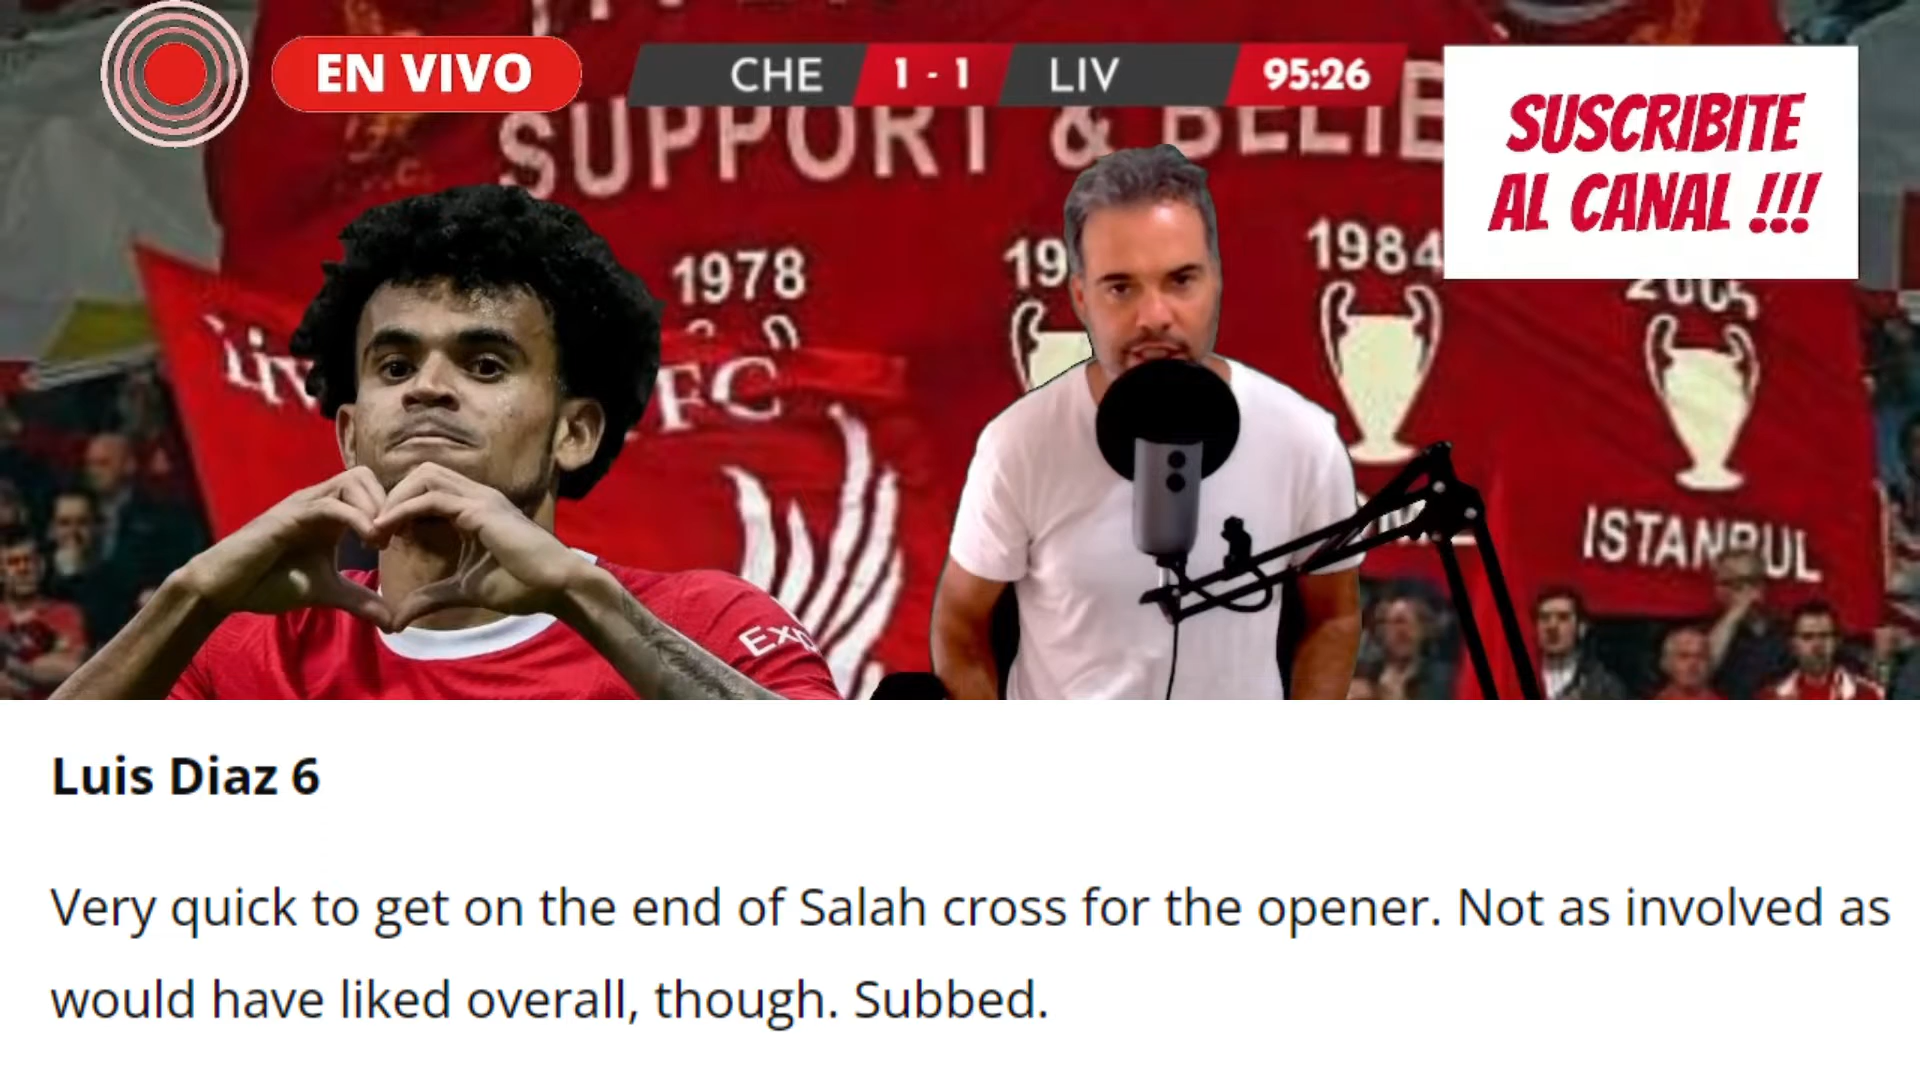 EN VIVO
CHE 1 - 1 LIV 95:26
SUSCRIBITE
AL CANAL !!!
SUPPORT &
1978
1984
2005
FC
ISTANBUL
Luis Diaz 6
Very quick to get on the end of Salah cross for the opener. Not as involved as
would have liked overall, though. Subbed.